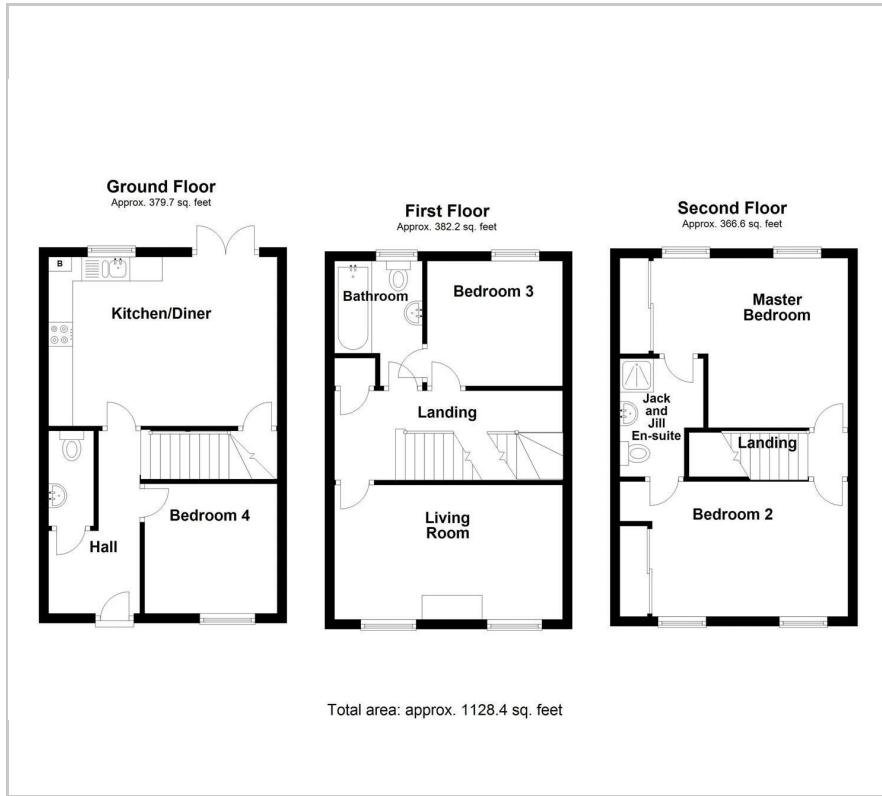 Ground Floor
Approx. 379.7 sq. feet
B
Kitchen/Diner
Bedroom 4
Hall
First Floor
Approx. 382.2 sq. feet
Bathroom
Bedroom 3
Landing
Living
Room
Second Floor
Approx. 366.6 sq. feet
Master
Bedroom
Jack
and
Jill
En-suite
Landing
Bedroom 2
Total area: approx. 1128.4 sq. feet